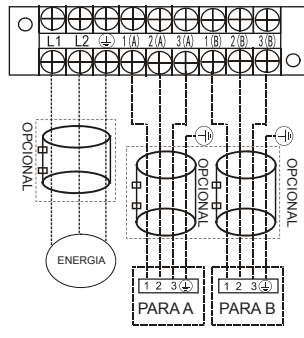 L1 L2 1(A) 2(A) 3(A) 1(B) 2(B) 3(B)
OPCIONAL
OPCIONAL
OPCIONAL
ENERGIA
1 2 3
1 2 3
PARA A
PARA B